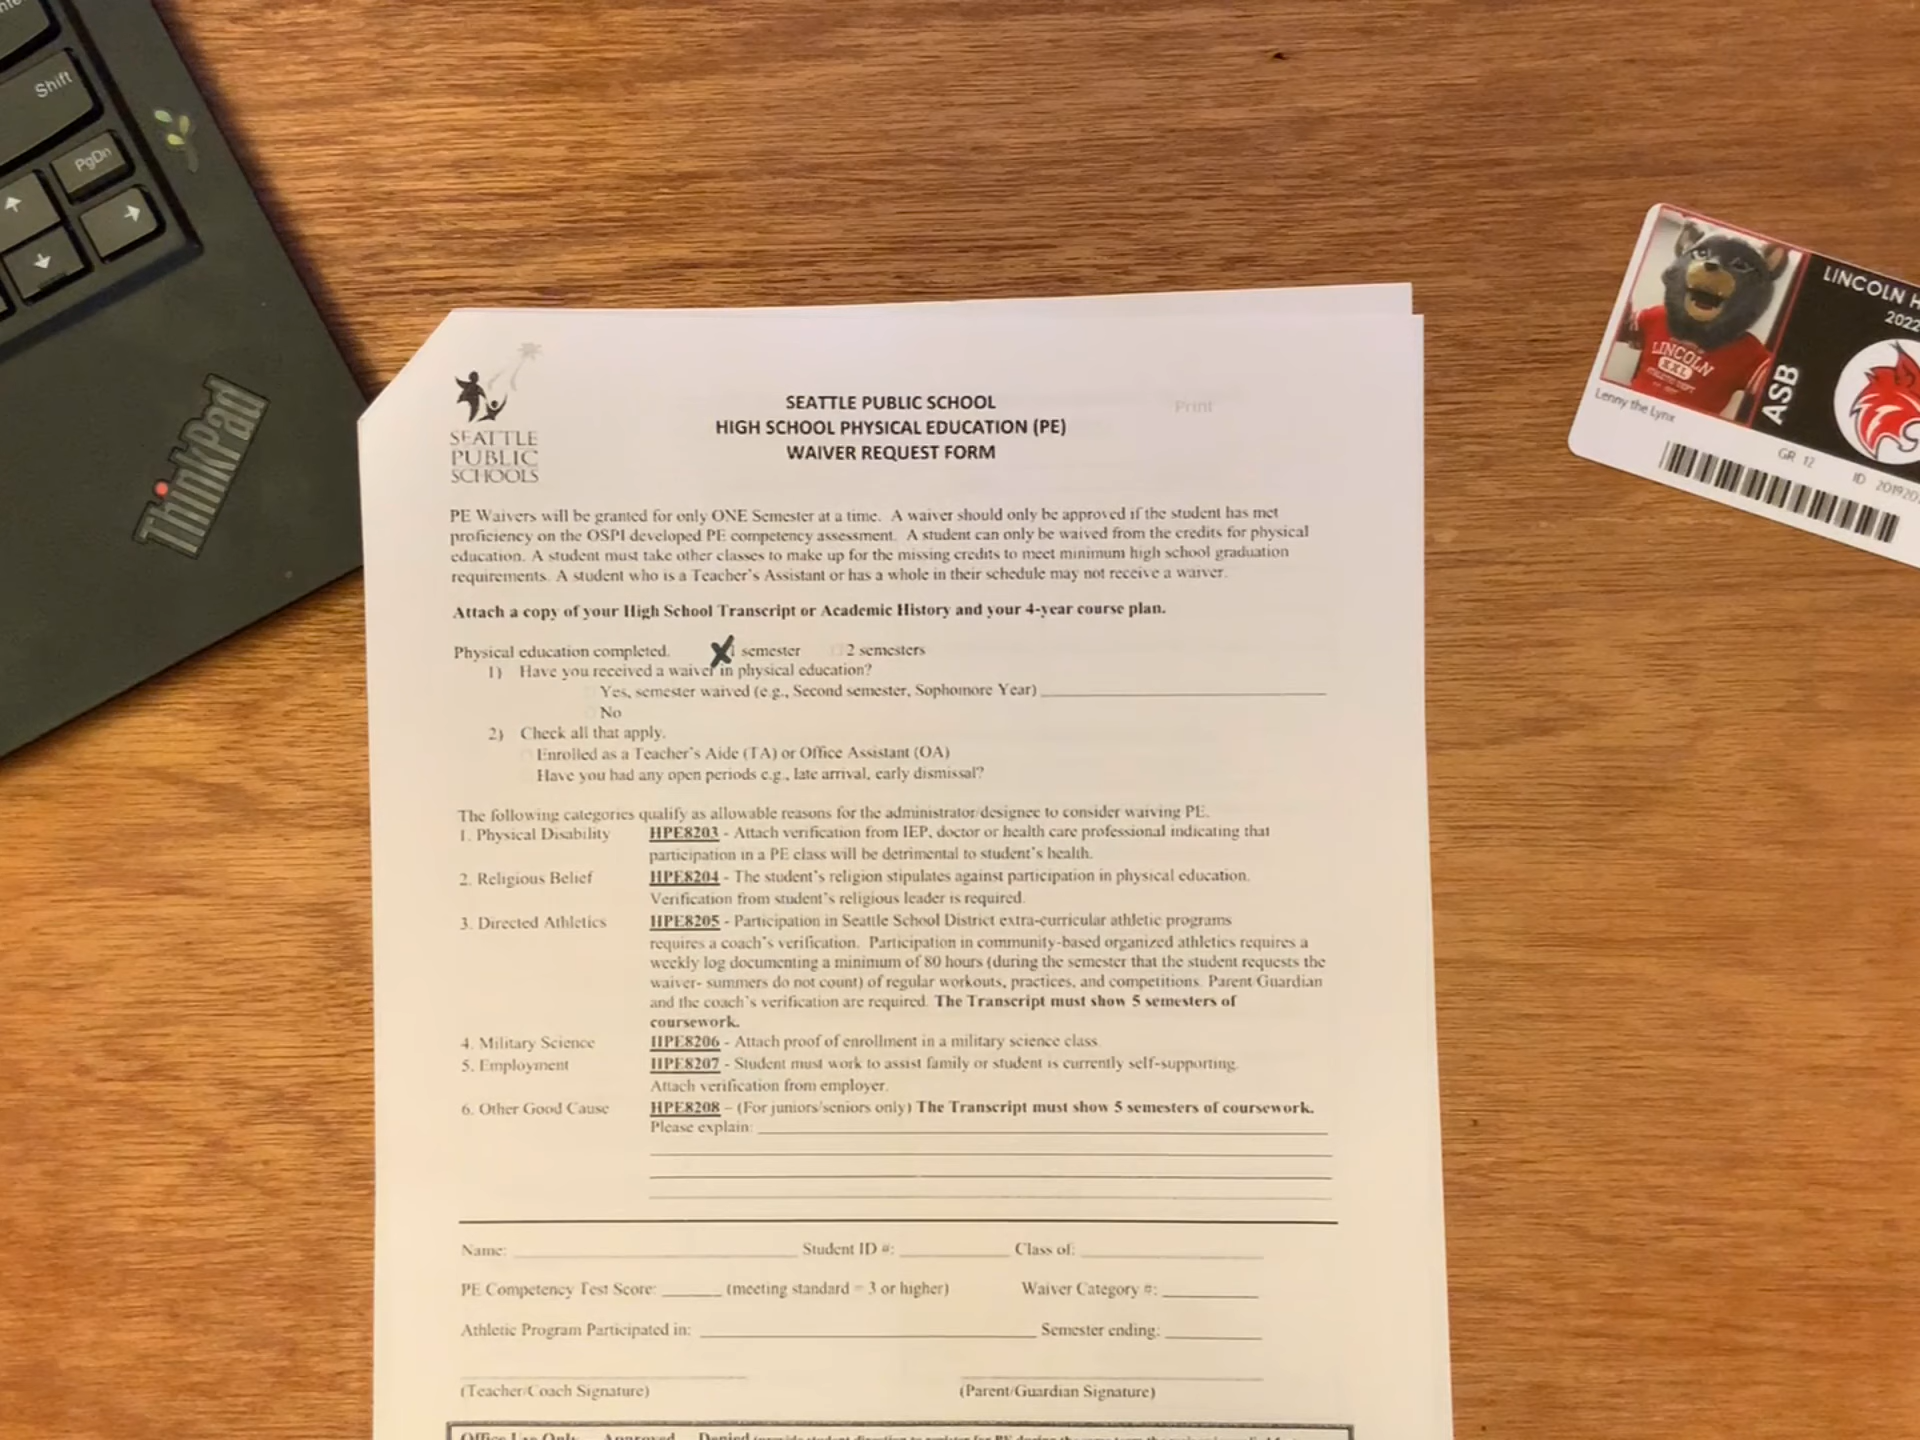 Shift
PgDn
ThinkPad
SEATTLE
PUBLIC
SCHOOLS
SEATTLE PUBLIC SCHOOL
HIGH SCHOOL PHYSICAL EDUCATION (PE)
WAIVER REQUEST FORM
Print
PE Waivers will be granted for only ONE Semester at a time. A waiver should only be approved if the student has met
proficiency on the OSPI developed PE competency assessment. A student can only be waived from the credits for physical
education. A student must take other classes to make up for the missing credits to meet minimum high school graduation
requirements. A student who is a Teacher's Assistant or has a whole in their schedule may not receive a waiver.
Attach a copy of your High School Transcript or Academic History and your 4-year course plan.
Physical education completed. X 1 semester 2 semesters
1) Have you received a waiver in physical education?
Yes, semester waived (e.g., Second semester, Sophomore Year)
No
2) Check all that apply.
Enrolled as a Teacher's Aide (TA) or Office Assistant (OA)
Have you had any open periods e.g., late arrival, early dismissal?
The following categories qualify as allowable reasons for the administrator/designee to consider waiving PE.
1. Physical Disability HPE8203 - Attach verification from IEP, doctor or health care professional indicating that
participation in a PE class will be detrimental to student's health.
2. Religious Belief HPE8204 - The student's religion stipulates against participation in physical education.
Verification from student's religious leader is required.
3. Directed Athletics HPE8205 - Participation in Seattle School District extra-curricular athletic programs
requires a coach's verification. Participation in community-based organized athletics requires a
weekly log documenting a minimum of 80 hours (during the semester that the student requests the
waiver- summers do not count) of regular workouts, practices, and competitions. Parent/Guardian
and the coach's verification are required. The Transcript must show 5 semesters of
coursework.
4. Military Science HPE8206 - Attach proof of enrollment in a military science class.
5. Employment HPE8207 - Student must work to assist family or student is currently self-supporting.
Attach verification from employer.
6. Other Good Cause HPE8208 – (For juniors/seniors only) The Transcript must show 5 semesters of coursework.
Please explain:
Name: Student ID #: Class of:
PE Competency Test Score: (meeting standard = 3 or higher) Waiver Category #:
Athletic Program Participated in: Semester ending:
(Teacher/Coach Signature) (Parent/Guardian Signature)
Office Use Only Approved Denied
LINCOLN H
2022
LINCOLN
XXL
ATHLETIC DEPT
ASB
Lenny the Lynx
GR 12
ID 201920